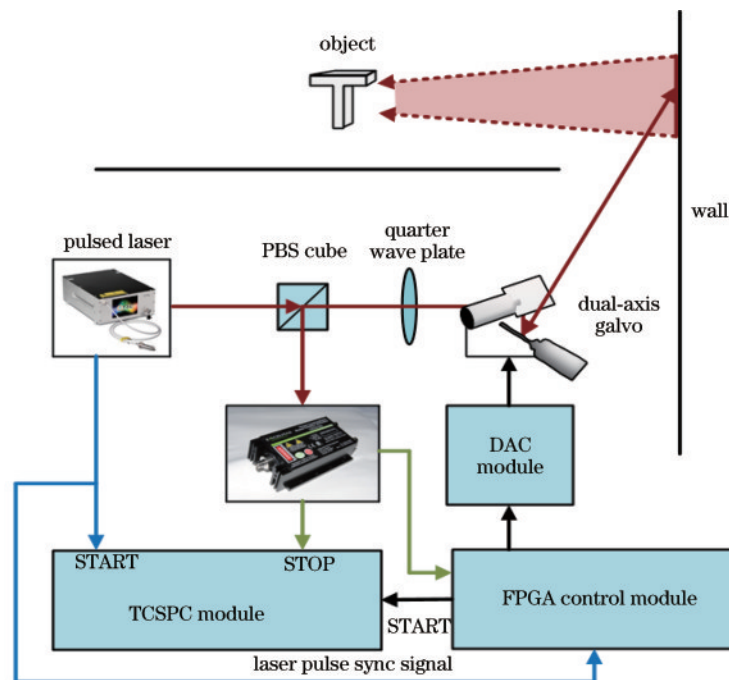 object
wall
pulsed laser
PBS cube
quarter
wave plate
dual-axis
galvo
DAC
module
START
STOP
TCSPC module
START
FPGA control module
laser pulse sync signal